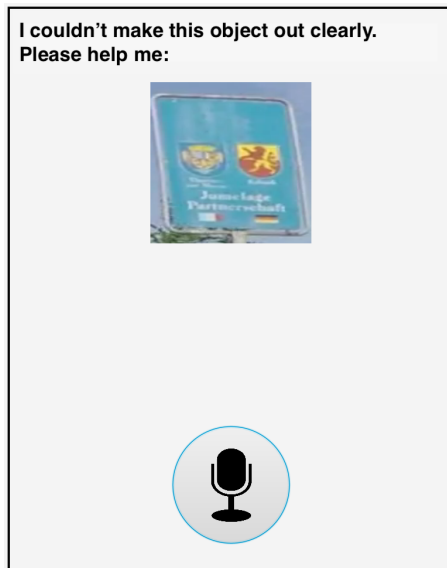 I couldn't make this object out clearly.
Please help me:
Jumelage
Partnerschaft